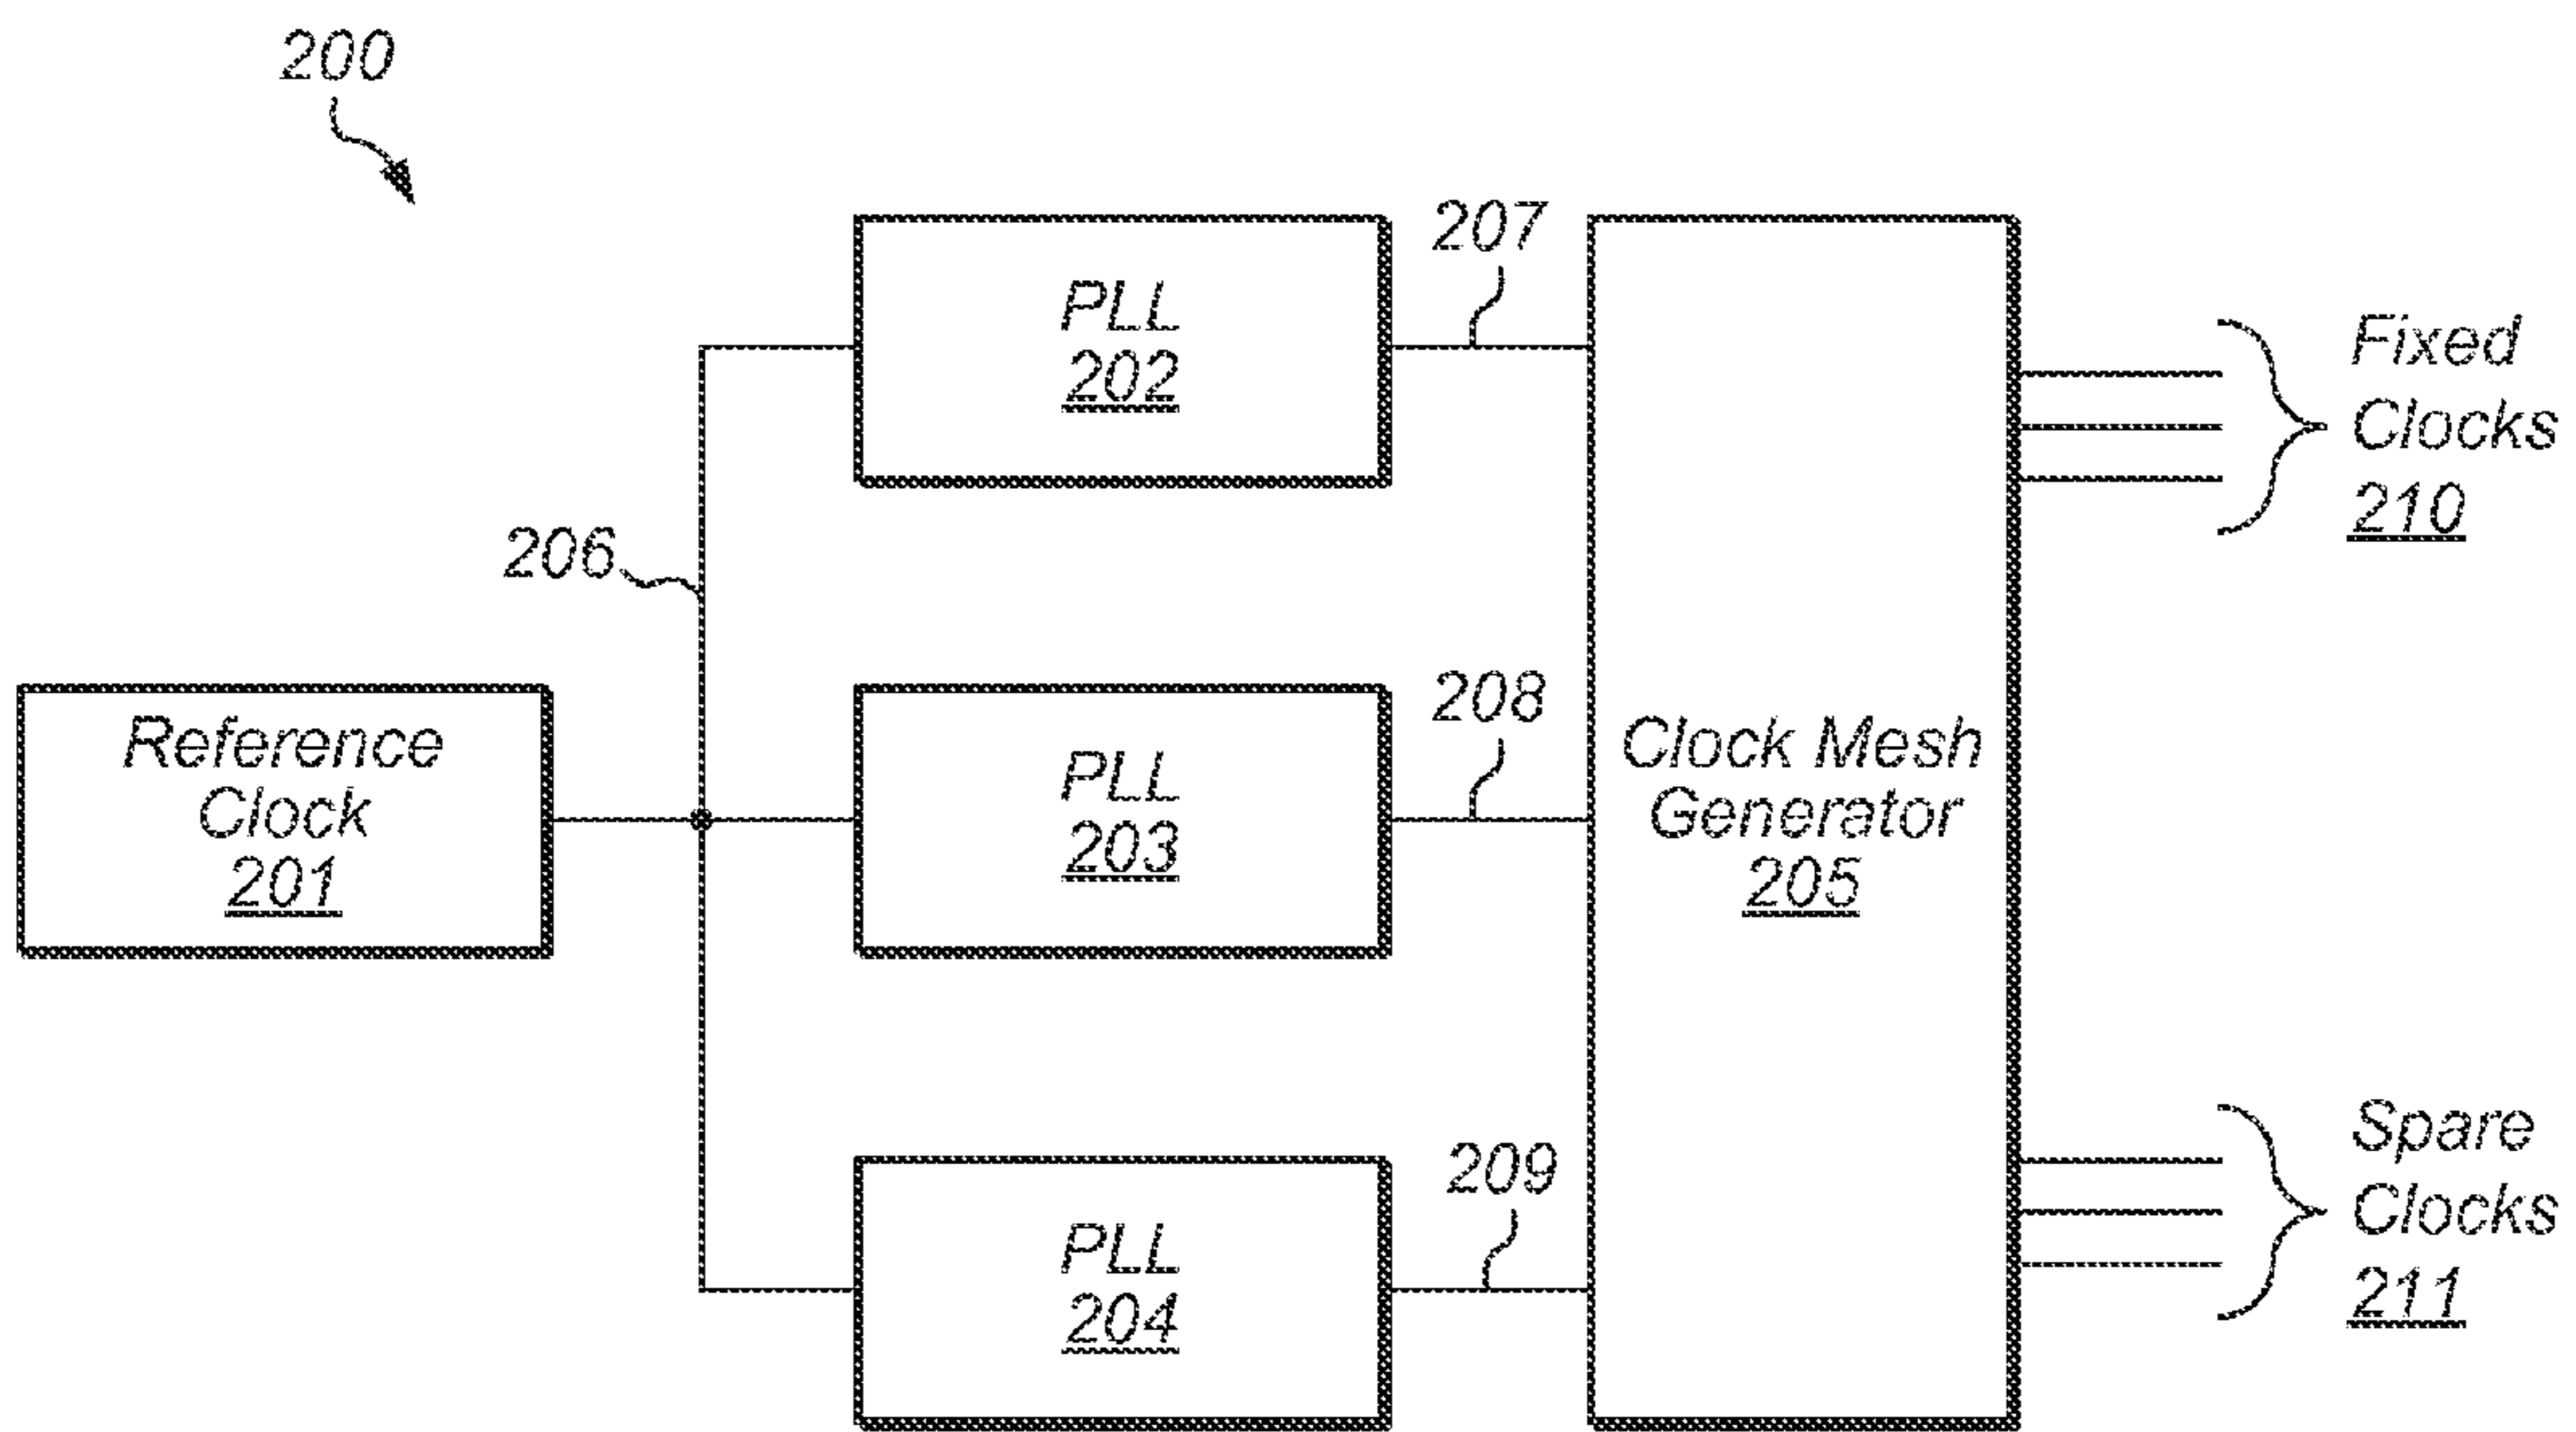 200
PLL
202
207
Fixed
Clocks
210
206
Reference
Clock
201
PLL
203
208
Clock Mesh
Generator
205
PLL
204
209
Spare
Clocks
211